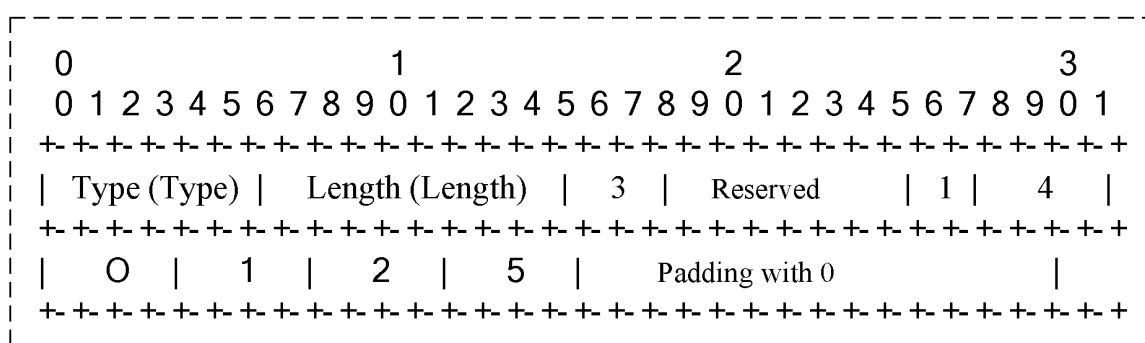 0 1 2 3
0 1 2 3 4 5 6 7 8 9 0 1 2 3 4 5 6 7 8 9 0 1 2 3 4 5 6 7 8 9 0 1
+- +- +- +- +- +- +- +- +- +- +- +- +- +- +- +- +- +- +- +- +- +- +- +- +- +- +- +- +- +- +- +- +
| Type (Type) | Length (Length) | 3 | Reserved | 1 | 4 |
+- +- +- +- +- +- +- +- +- +- +- +- +- +- +- +- +- +- +- +- +- +- +- +- +- +- +- +- +- +- +- +- +
| O | 1 | 2 | 5 | Padding with 0 |
+- +- +- +- +- +- +- +- +- +- +- +- +- +- +- +- +- +- +- +- +- +- +- +- +- +- +- +- +- +- +- +- +